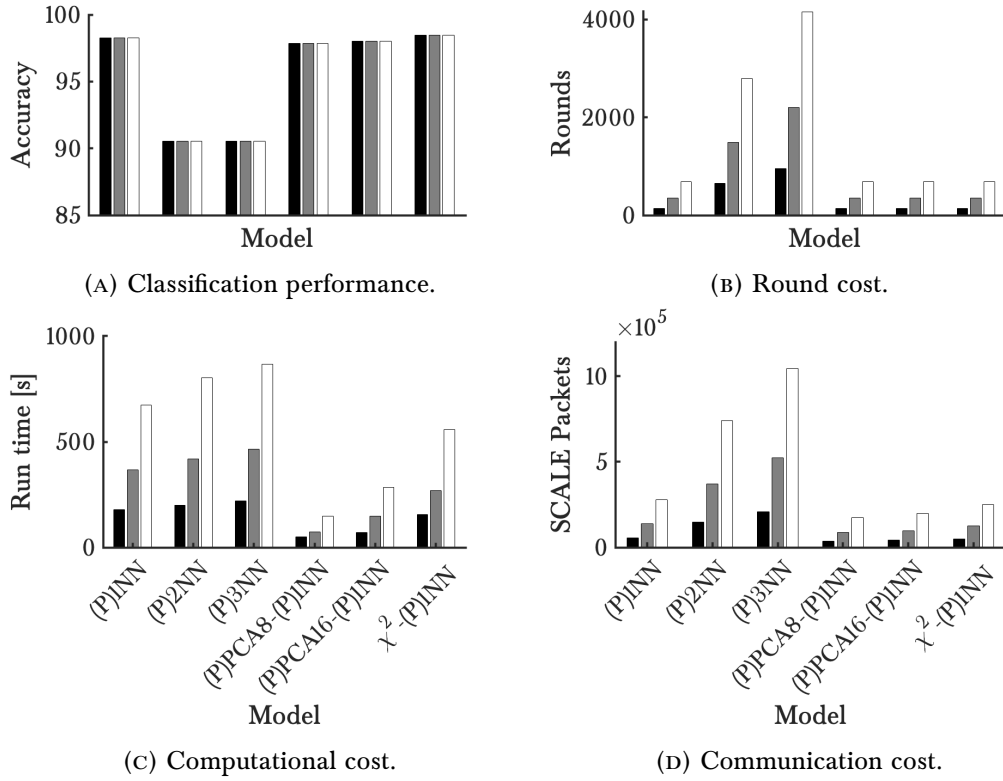 100
95
90
85
Accuracy
Model
(A) Classification performance.
4000
2000
0
Rounds
Model
(B) Round cost.
1000
500
0
Run time [s]
(P)1NN
(P)2NN
(P)3NN
(P)PCA8-(P)1NN
(P)PCA16-(P)1NN
χ²-(P)1NN
Model
(C) Computational cost.
×10⁵
10
5
0
SCALE Packets
(P)1NN
(P)2NN
(P)3NN
(P)PCA8-(P)1NN
(P)PCA16-(P)1NN
χ²-(P)1NN
Model
(D) Communication cost.